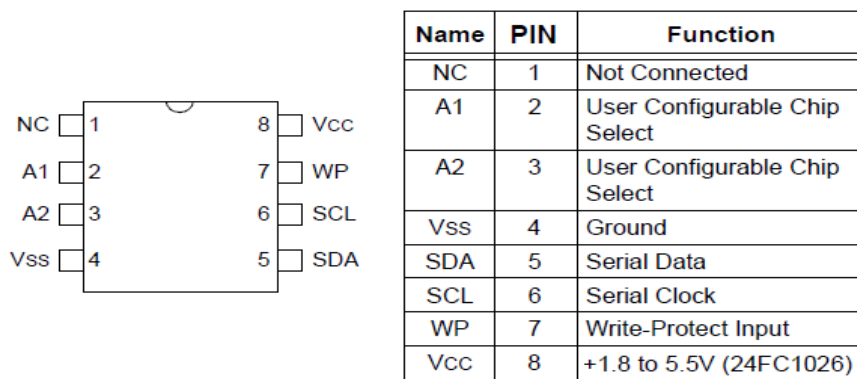 NC 1 8 Vcc
A1 2 7 WP
A2 3 6 SCL
Vss 4 5 SDA
Name PIN Function
NC 1 Not Connected
A1 2 User Configurable Chip
Select
A2 3 User Configurable Chip
Select
Vss 4 Ground
SDA 5 Serial Data
SCL 6 Serial Clock
WP 7 Write-Protect Input
Vcc 8 +1.8 to 5.5V (24FC1026)